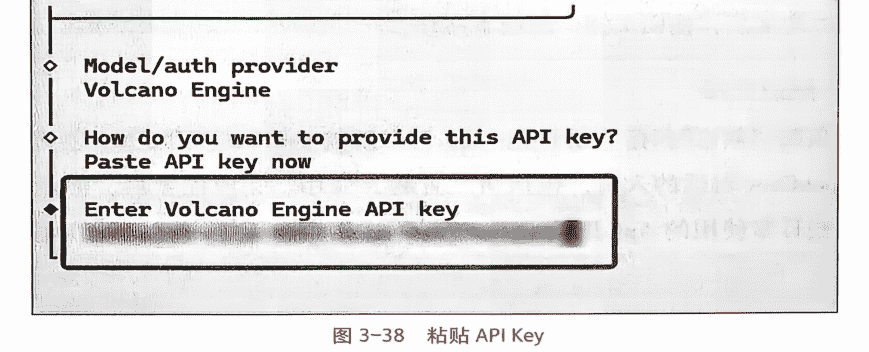 Model/auth provider
Volcano Engine
How do you want to provide this API key?
Paste API key now
Enter Volcano Engine API key
图 3-38 粘贴 API Key